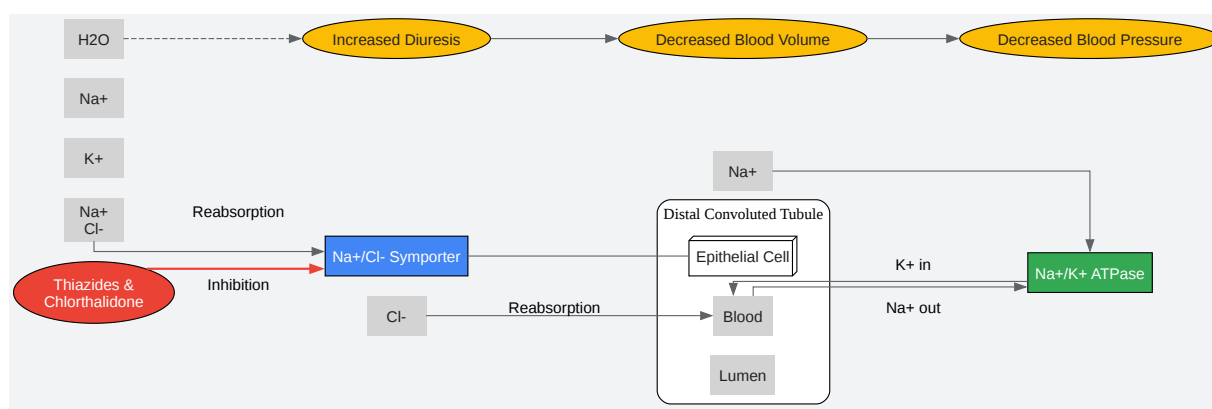 H2O
Increased Diuresis
Decreased Blood Volume
Decreased Blood Pressure
Na+
K+
Na+
Na+
Cl-
Reabsorption
Distal Convoluted Tubule
Na+/Cl- Symporter
Epithelial Cell
K+ in
Na+/K+ ATPase
Thiazides &
Chlorthalidone
Inhibition
Cl-
Reabsorption
Blood
Na+ out
Lumen